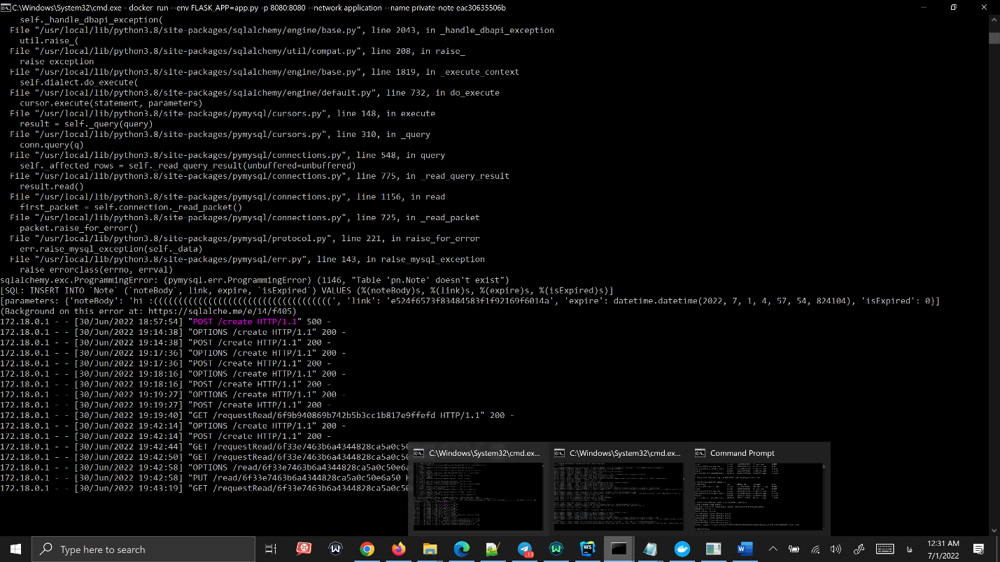 C:\Windows\System32\cmd.exe - docker  run --env FLASK_APP=app.py -p 8080:8080 --network application --name private-note eac30635506b
self._handle_dbapi_exception(
File "/usr/local/lib/python3.8/site-packages/sqlalchemy/engine/base.py", line 2043, in _handle_dbapi_exception
util.raise_(
File "/usr/local/lib/python3.8/site-packages/sqlalchemy/util/compat.py", line 208, in raise_
raise exception
File "/usr/local/lib/python3.8/site-packages/sqlalchemy/engine/base.py", line 1819, in _execute_context
self.dialect.do_execute(
File "/usr/local/lib/python3.8/site-packages/sqlalchemy/engine/default.py", line 732, in do_execute
cursor.execute(statement, parameters)
File "/usr/local/lib/python3.8/site-packages/pymysql/cursors.py", line 148, in execute
result = self._query(query)
File "/usr/local/lib/python3.8/site-packages/pymysql/cursors.py", line 310, in _query
conn.query(q)
File "/usr/local/lib/python3.8/site-packages/pymysql/connections.py", line 548, in query
self._affected_rows = self._read_query_result(unbuffered=unbuffered)
File "/usr/local/lib/python3.8/site-packages/pymysql/connections.py", line 775, in _read_query_result
result.read()
File "/usr/local/lib/python3.8/site-packages/pymysql/connections.py", line 1156, in read
first_packet = self.connection._read_packet()
File "/usr/local/lib/python3.8/site-packages/pymysql/connections.py", line 725, in _read_packet
packet.raise_for_error()
File "/usr/local/lib/python3.8/site-packages/pymysql/protocol.py", line 221, in raise_for_error
err.raise_mysql_exception(self._data)
File "/usr/local/lib/python3.8/site-packages/pymysql/err.py", line 143, in raise_mysql_exception
raise errorclass(errno, errval)
sqlalchemy.exc.ProgrammingError: (pymysql.err.ProgrammingError) (1146, "Table 'pn.Note' doesn't exist")
[SQL: INSERT INTO `Note` (`noteBody`, link, expire, `isExpired`) VALUES (%(noteBody)s, %(link)s, %(expire)s, %(isExpired)s)]
[parameters: {'noteBody': 'hi :((((((((((((((((((((((((((((((((((((', 'link': 'e524f6573f83484583f1f92169f6014a', 'expire': datetime.datetime(2022, 7, 1, 4, 57, 54, 824104), 'isExpired': 0}]
(Background on this error at: https://sqlalche.me/e/14/f405)
172.18.0.1 - - [30/Jun/2022 18:57:54] "POST /create HTTP/1.1" 500 -
172.18.0.1 - - [30/Jun/2022 19:14:38] "OPTIONS /create HTTP/1.1" 200 -
172.18.0.1 - - [30/Jun/2022 19:14:38] "POST /create HTTP/1.1" 200 -
172.18.0.1 - - [30/Jun/2022 19:17:36] "OPTIONS /create HTTP/1.1" 200 -
172.18.0.1 - - [30/Jun/2022 19:17:36] "POST /create HTTP/1.1" 200 -
172.18.0.1 - - [30/Jun/2022 19:18:16] "OPTIONS /create HTTP/1.1" 200 -
172.18.0.1 - - [30/Jun/2022 19:18:16] "POST /create HTTP/1.1" 200 -
172.18.0.1 - - [30/Jun/2022 19:19:27] "OPTIONS /create HTTP/1.1" 200 -
172.18.0.1 - - [30/Jun/2022 19:19:27] "POST /create HTTP/1.1" 200 -
172.18.0.1 - - [30/Jun/2022 19:19:40] "GET /requestRead/6f9b940869b742b5b3cc1b817e9ffefd HTTP/1.1" 200 -
172.18.0.1 - - [30/Jun/2022 19:42:14] "OPTIONS /create HTTP/1.1" 200 -
172.18.0.1 - - [30/Jun/2022 19:42:14] "POST /create HTTP/1.1" 200 -
172.18.0.1 - - [30/Jun/2022 19:42:44] "GET /requestRead/6f33e7463b6a4344828ca5a0c50
172.18.0.1 - - [30/Jun/2022 19:42:50] "GET /requestRead/6f33e7463b6a4344828ca5a0c50
172.18.0.1 - - [30/Jun/2022 19:42:58] "OPTIONS /read/6f33e7463b6a4344828ca5a0c50e6a
172.18.0.1 - - [30/Jun/2022 19:42:58] "PUT /read/6f33e7463b6a4344828ca5a0c50e6a50 H
172.18.0.1 - - [30/Jun/2022 19:43:19] "GET /requestRead/6f33e7463b6a4344828ca5a0c50
C:\Windows\System32\cmd.ex...
C:\Windows\System32\cmd.exe...
Command Prompt
Type here to search
13
WS
W
فا
12:31 AM
7/1/2022